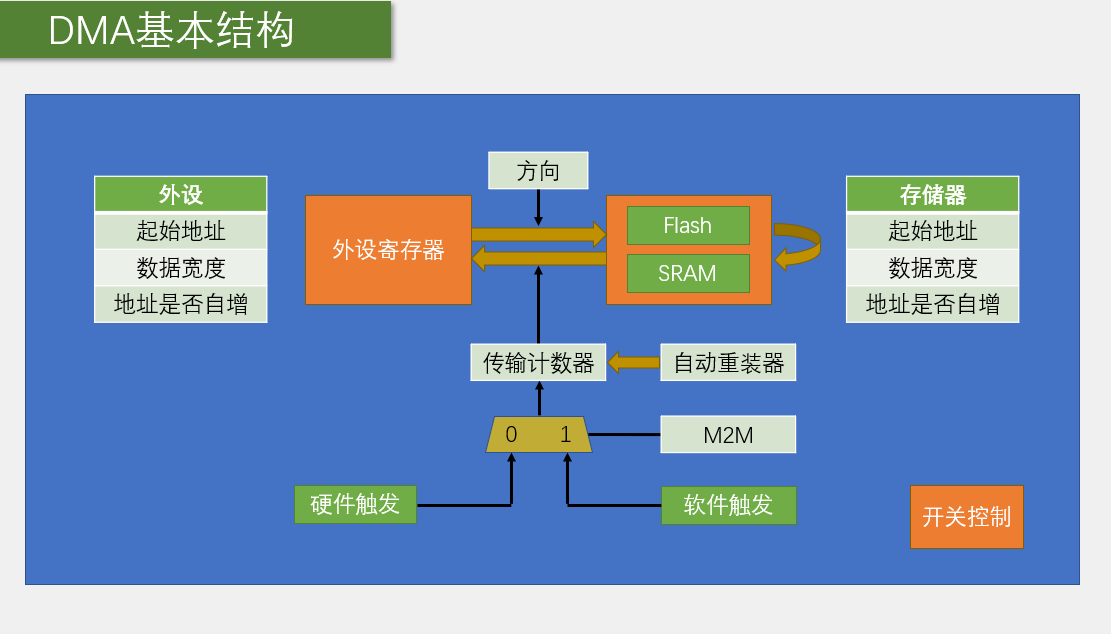 DMA基本结构
方向
外设
起始地址
数据宽度
地址是否自增
外设寄存器
Flash
SRAM
存储器
起始地址
数据宽度
地址是否自增
传输计数器
自动重装器
0 1
M2M
硬件触发
软件触发
开关控制